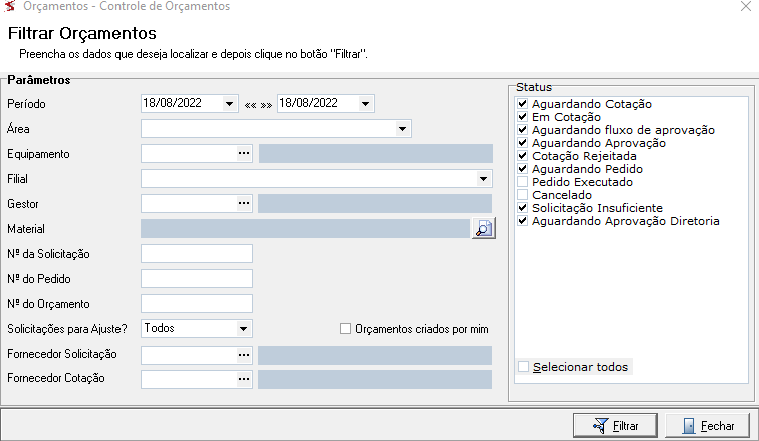 Orçamentos - Controle de Orçamentos
Filtrar Orçamentos
Preencha os dados que deseja localizar e depois clique no botão "Filtrar".
Parâmetros
Período 18/08/2022 «« »» 18/08/2022
Área
Equipamento ...
Filial
Gestor ...
Material
Nº da Solicitação
Nº do Pedido
Nº do Orçamento
Solicitações para Ajuste? Todos Orçamentos criados por mim
Fornecedor Solicitação ...
Fornecedor Cotação ...
Status
Aguardando Cotação
Em Cotação
Aguardando fluxo de aprovação
Aguardando Aprovação
Cotação Rejeitada
Aguardando Pedido
Pedido Executado
Cancelado
Solicitação Insuficiente
Aguardando Aprovação Diretoria
Selecionar todos
Filtrar Fechar